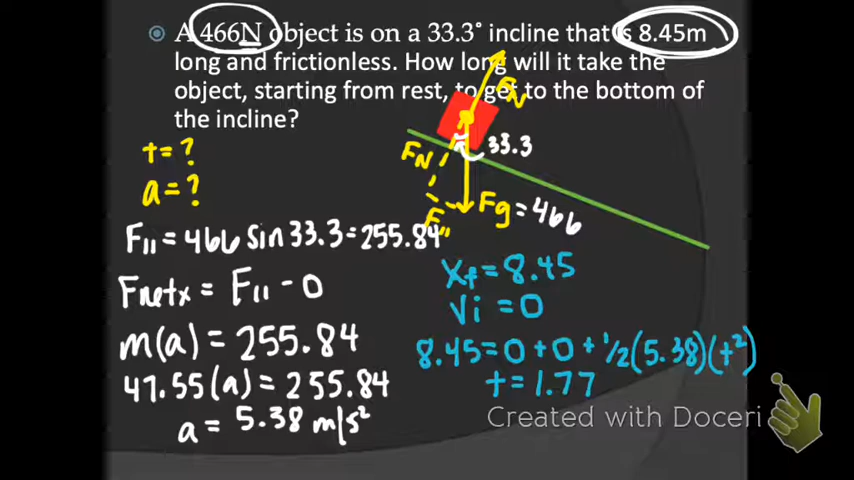 A 466N object is on a 33.3° incline that is 8.45m
long and frictionless. How long will it take the
object, starting from rest, to get to the bottom of
the incline?
FN
33.3
t = ?
a = ?
FN
F||
Fg = 466
F|| = 466 sin 33.3 = 255.84
Fnetx = F|| - 0
m(a) = 255.84
47.55(a) = 255.84
a = 5.38 m/s²
Xf = 8.45
Vi = 0
8.45 = 0 + 0 + 1/2(5.38)(t²)
t = 1.77
Created with Doceri